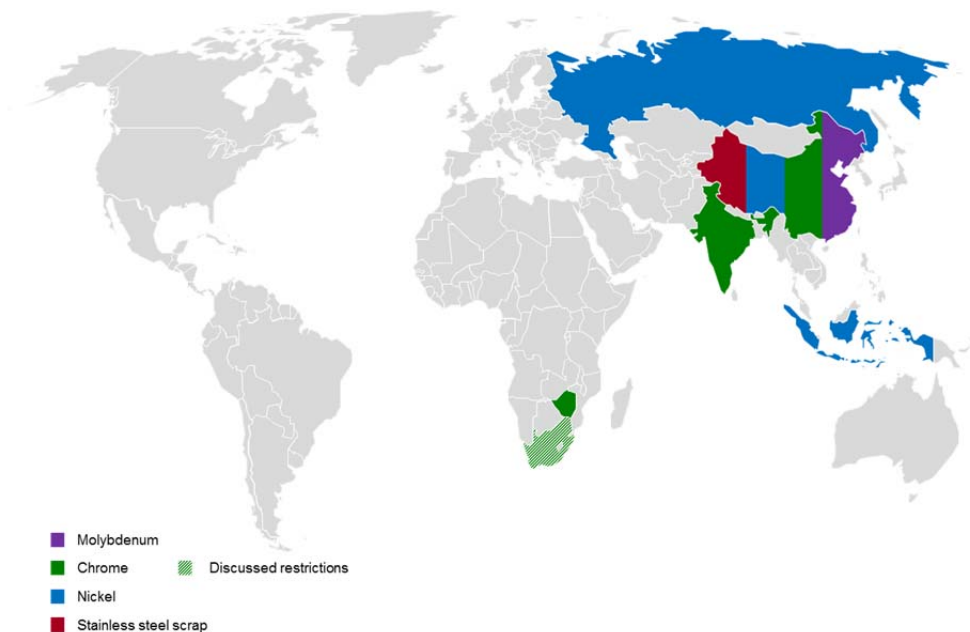 Molybdenum
Chrome
Discussed restrictions
Nickel
Stainless steel scrap